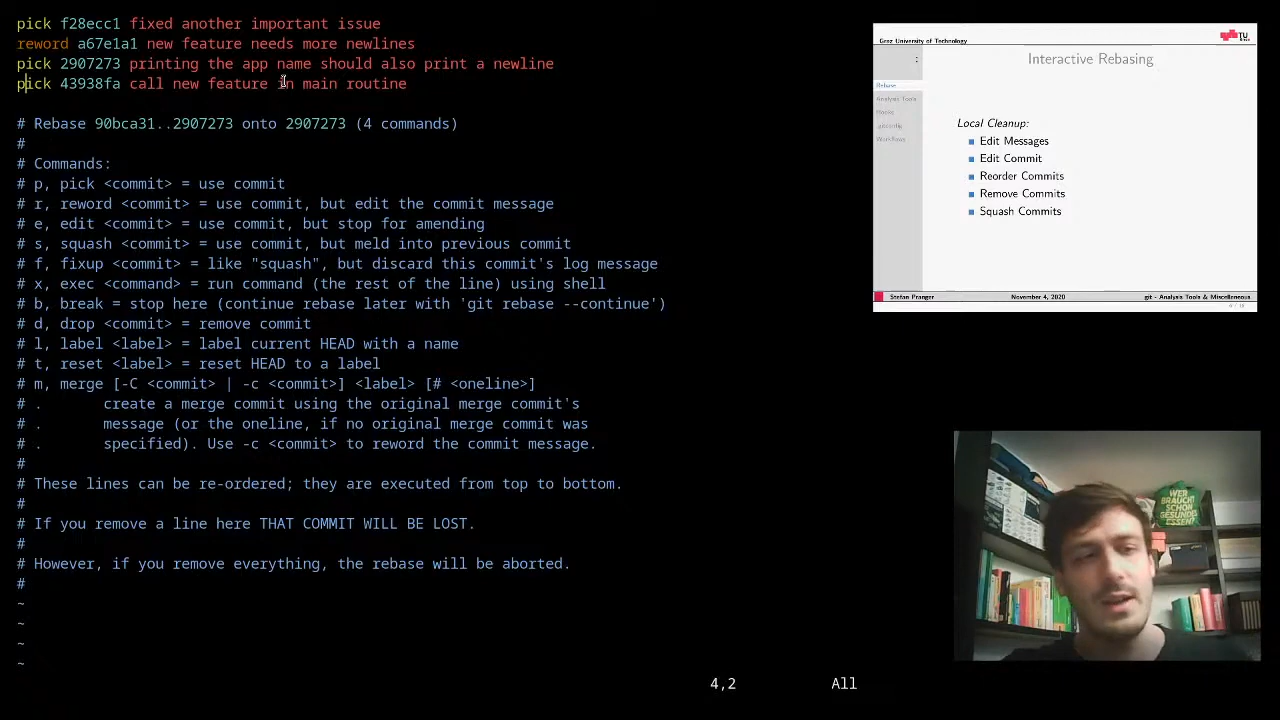 pick f28ecc1 fixed another important issue
reword a67e1a1 new feature needs more newlines
pick 2907273 printing the app name should also print a newline
pick 43938fa call new feature in main routine
# Rebase 90bca31..2907273 onto 2907273 (4 commands)
#
# Commands:
# p, pick <commit> = use commit
# r, reword <commit> = use commit, but edit the commit message
# e, edit <commit> = use commit, but stop for amending
# s, squash <commit> = use commit, but meld into previous commit
# f, fixup <commit> = like "squash", but discard this commit's log message
# x, exec <command> = run command (the rest of the line) using shell
# b, break = stop here (continue rebase later with 'git rebase --continue')
# d, drop <commit> = remove commit
# l, label <label> = label current HEAD with a name
# t, reset <label> = reset HEAD to a label
# m, merge [-C <commit> | -c <commit>] <label> [# <oneline>]
# .       create a merge commit using the original merge commit's
# .       message (or the oneline, if no original merge commit was
# .       specified). Use -c <commit> to reword the commit message.
#
# These lines can be re-ordered; they are executed from top to bottom.
#
# If you remove a line here THAT COMMIT WILL BE LOST.
#
# However, if you remove everything, the rebase will be aborted.
#
~
~
~
~
4,2 All
Graz University of Technology
TU
:
Interactive Rebasing
Rebase
Analysis Tools
Hooks
.gitconfig
Workflows
Local Cleanup:
Edit Messages
Edit Commit
Reorder Commits
Remove Commits
Squash Commits
Stefan Pranger
November 4, 2020
git - Analysis Tools & Miscellaneous
WER
BRAUCHT
SCHON
GESUNDES
ESSEN?